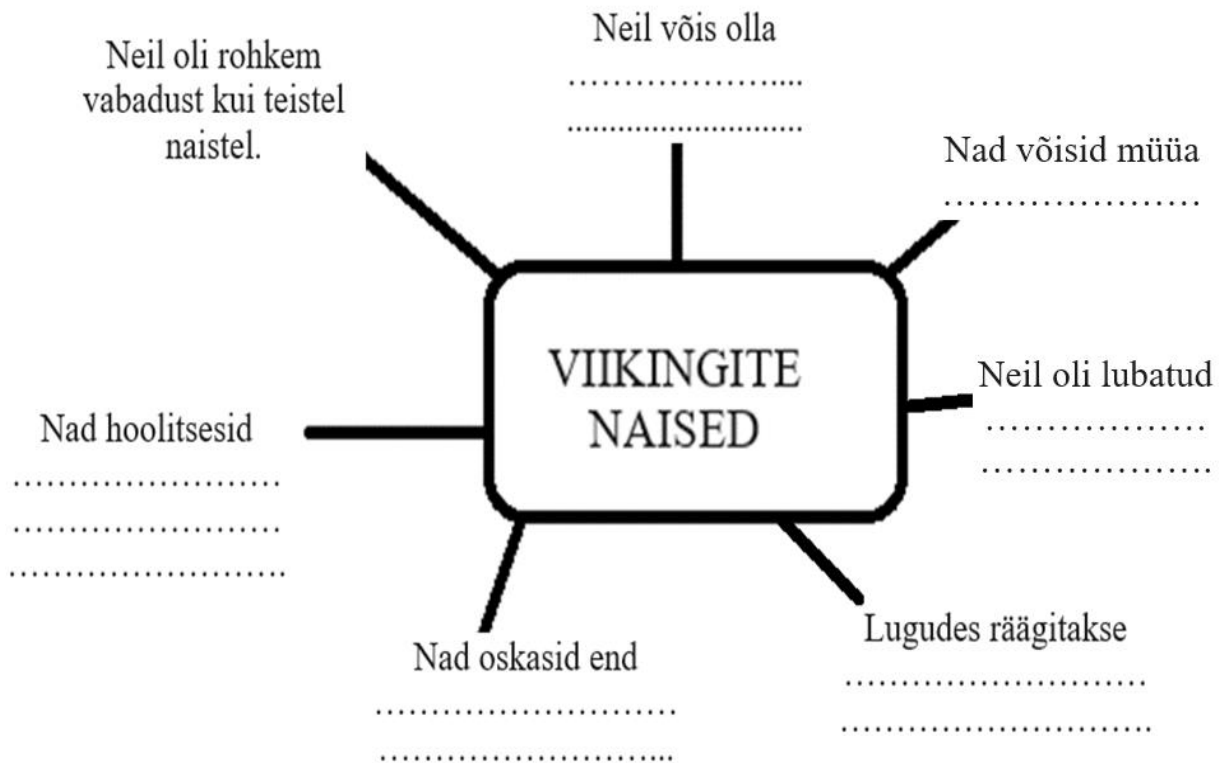 Neil oli rohkem
vabadust kui teistel
naistel.
Neil võis olla
…………………....
............................
Nad võisid müüa
…………………
VIIKINGITE
NAISED
Neil oli lubatud
………………
……………….
Nad hoolitsesid
……………………
……………………
…………………….
Nad oskasid end
………………………
……………………...
Lugudes räägitakse
………………………
……………………….